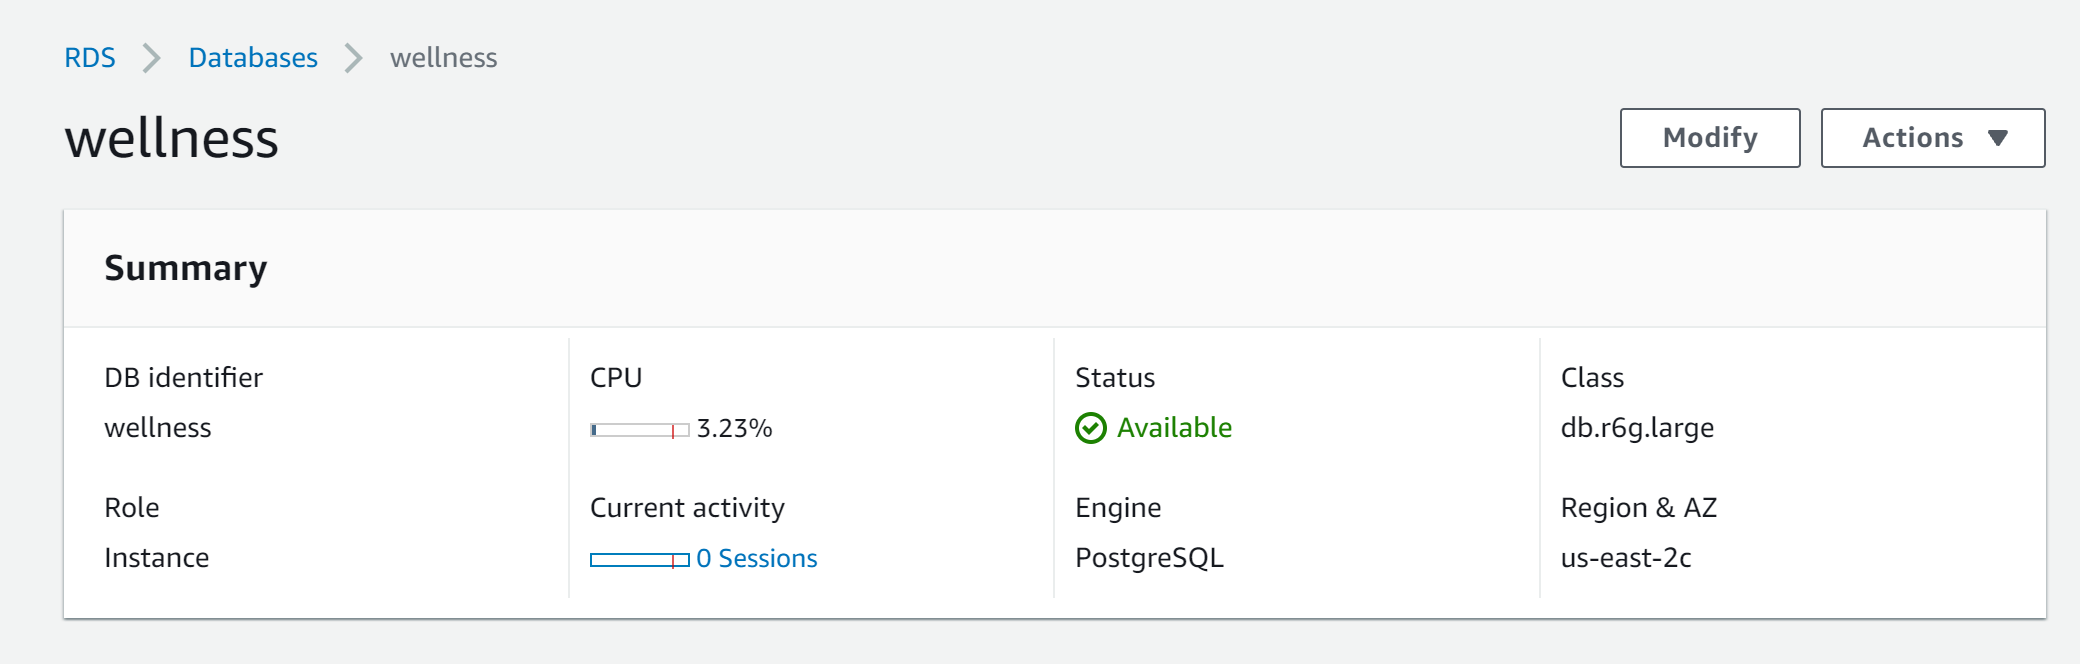 RDS Databases wellness
wellness
Modify Actions
Summary
DB identifier
wellness
CPU
3.23%
Status
Available
Class
db.r6g.large
Role
Instance
Current activity
0 Sessions
Engine
PostgreSQL
Region & AZ
us-east-2c